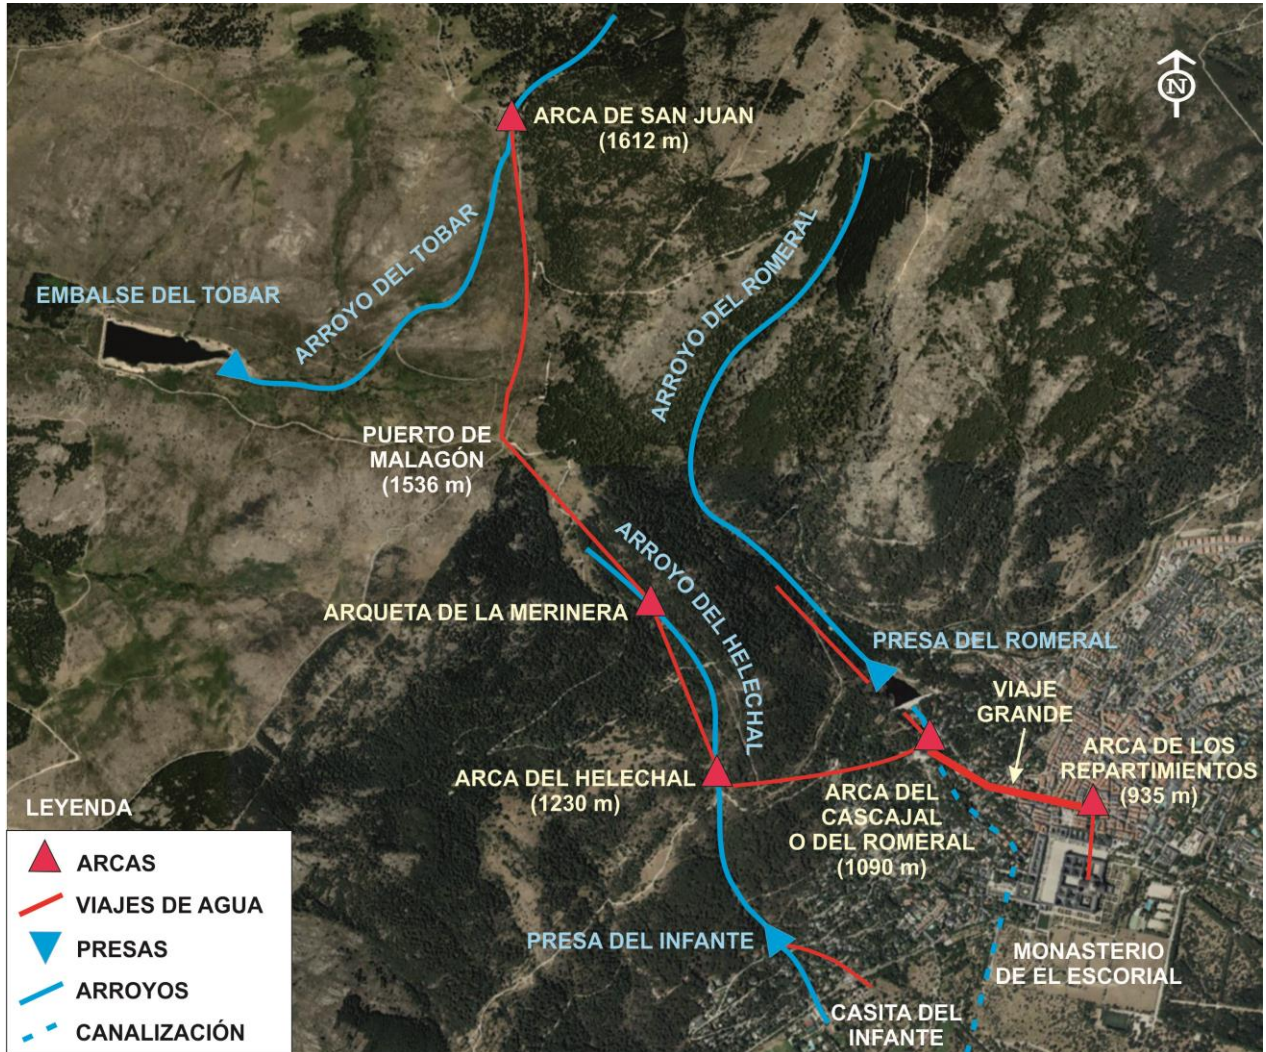 N
ARCA DE SAN JUAN
(1612 m)
EMBALSE DEL TOBAR
ARROYO DEL TOBAR
ARROYO DEL ROMERAL
PUERTO DE
MALAGÓN
(1536 m)
ARROYO DEL HELECHAL
ARQUETA DE LA MERINERA
PRESA DEL ROMERAL
VIAJE
GRANDE
ARCA DE LOS
REPARTIMIENTOS
(935 m)
ARCA DEL HELECHAL
(1230 m)
ARCA DEL
CASCAJAL
O DEL ROMERAL
(1090 m)
PRESA DEL INFANTE
MONASTERIO
DE EL ESCORIAL
CASITA DEL
INFANTE
LEYENDA
ARCAS
VIAJES DE AGUA
PRESAS
ARROYOS
CANALIZACIÓN